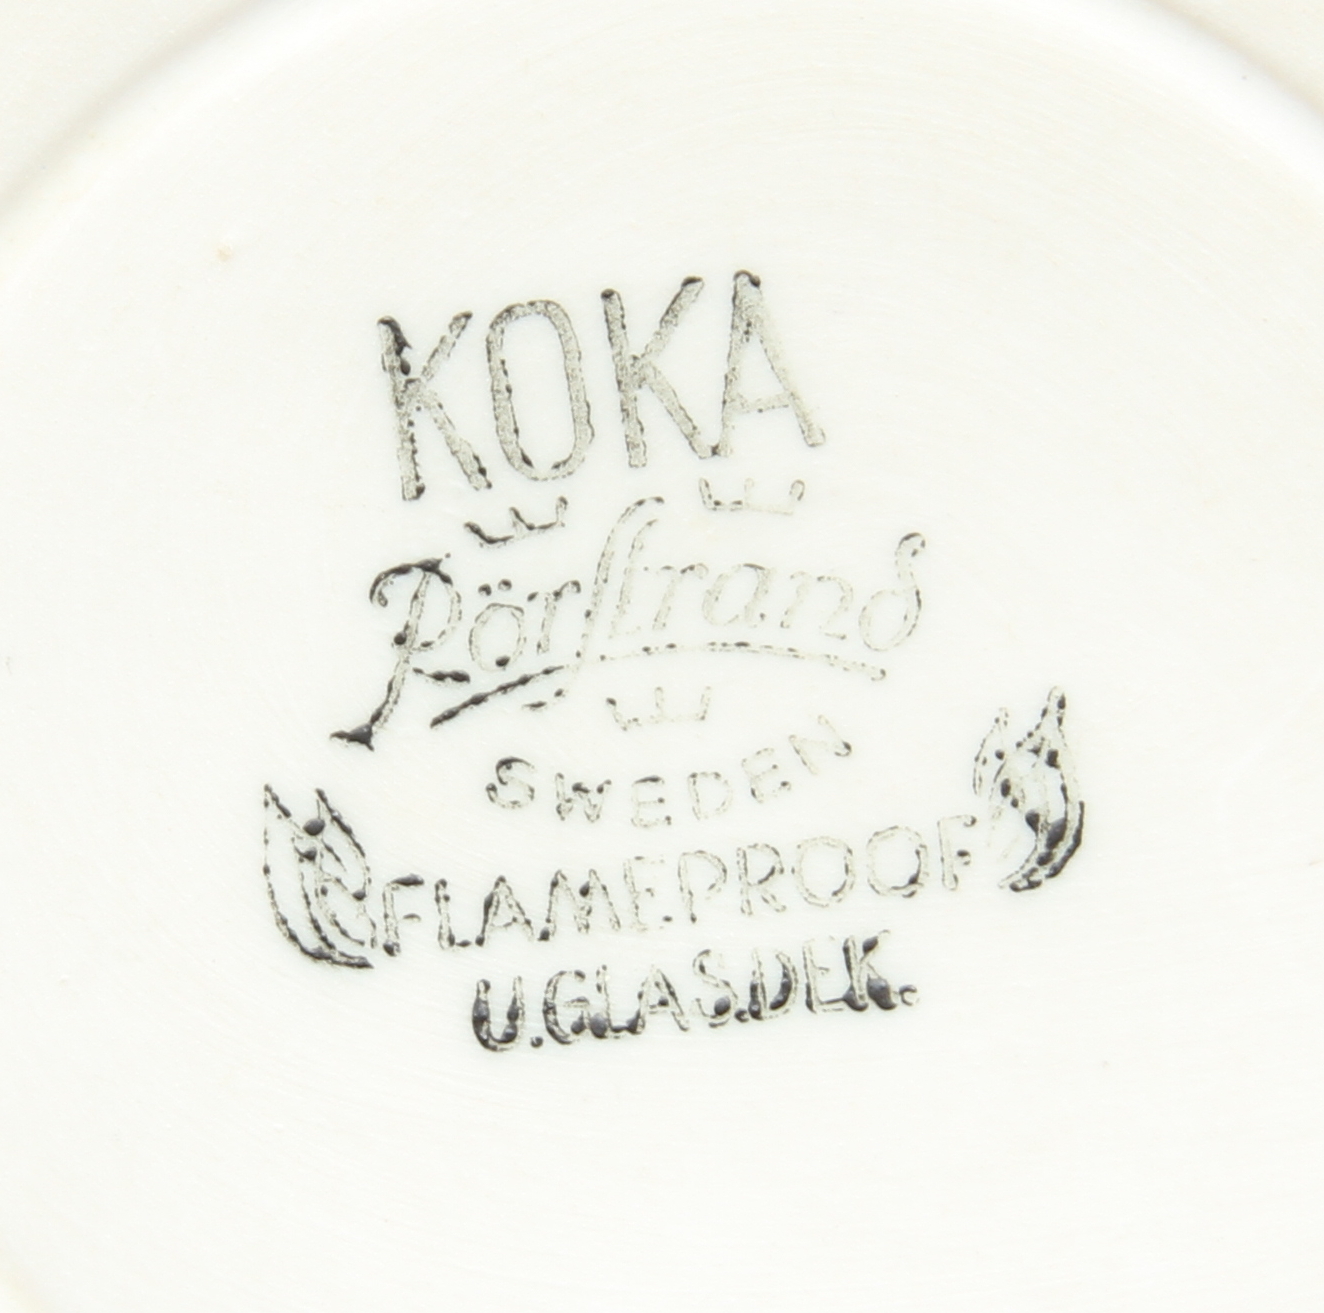 KOKA
Rörstrand
SWEDEN
FLAMEPROOF
U.GLAS.DEK.